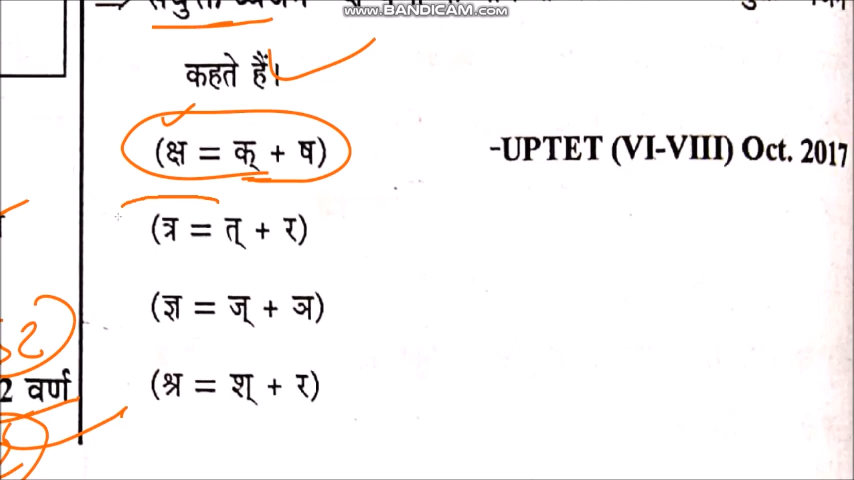 www.BANDICAM.com
कहते हैं।
(क्ष = क् + ष)
-UPTET (VI-VIII) Oct. 2017
(त्र = त् + र)
(ज्ञ = ज् + ञ)
(श्र = श् + र)
2 वर्ण